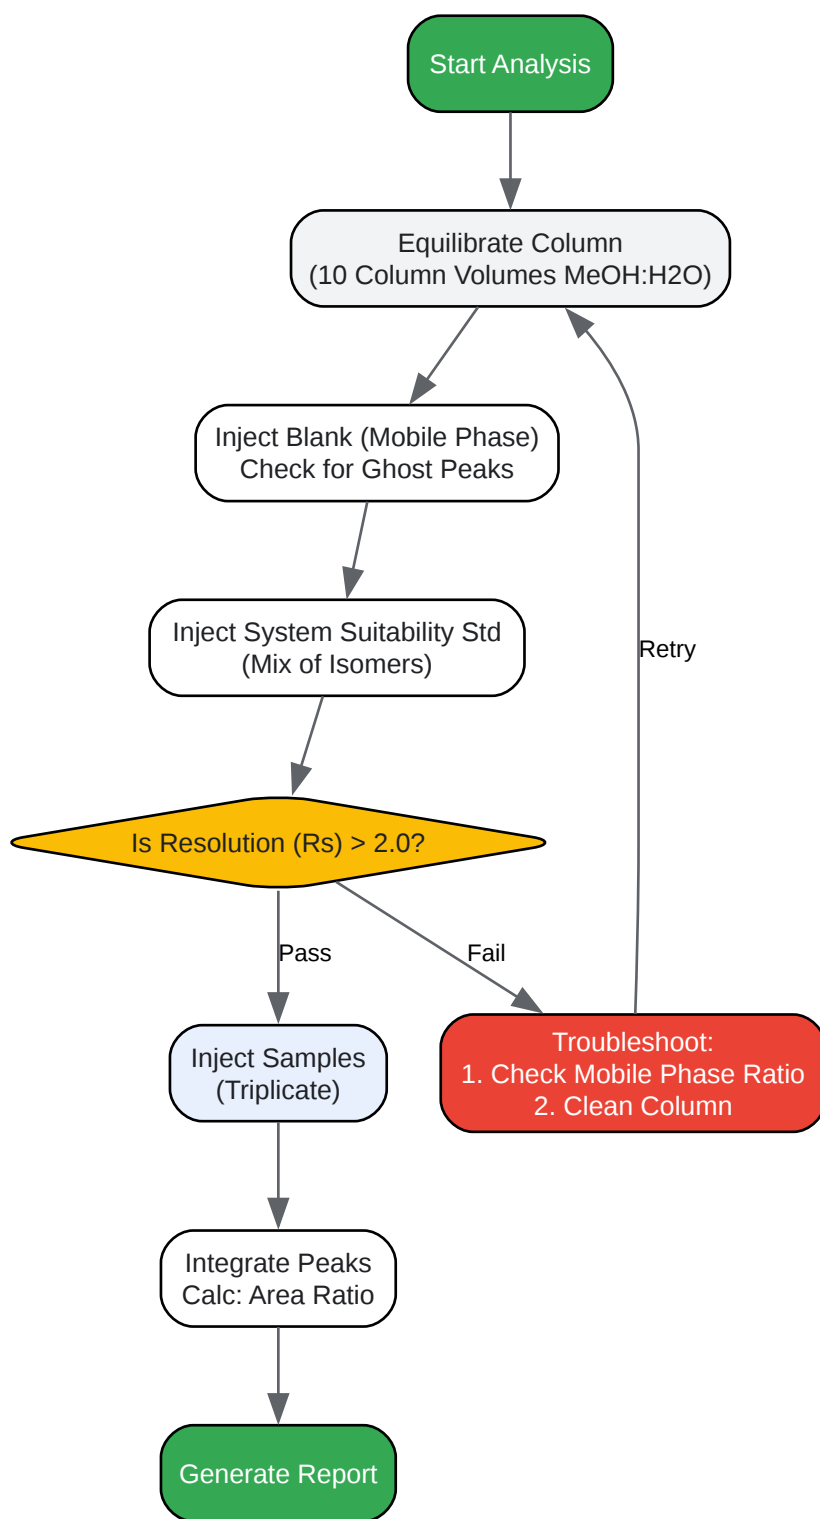 Start Analysis
Equilibrate Column
(10 Column Volumes MeOH:H2O)
Inject Blank (Mobile Phase)
Check for Ghost Peaks
Inject System Suitability Std
(Mix of Isomers)
Retry
Is Resolution (Rs) > 2.0?
Pass
Fail
Inject Samples
(Triplicate)
Troubleshoot:
1. Check Mobile Phase Ratio
2. Clean Column
Integrate Peaks
Calc: Area Ratio
Generate Report